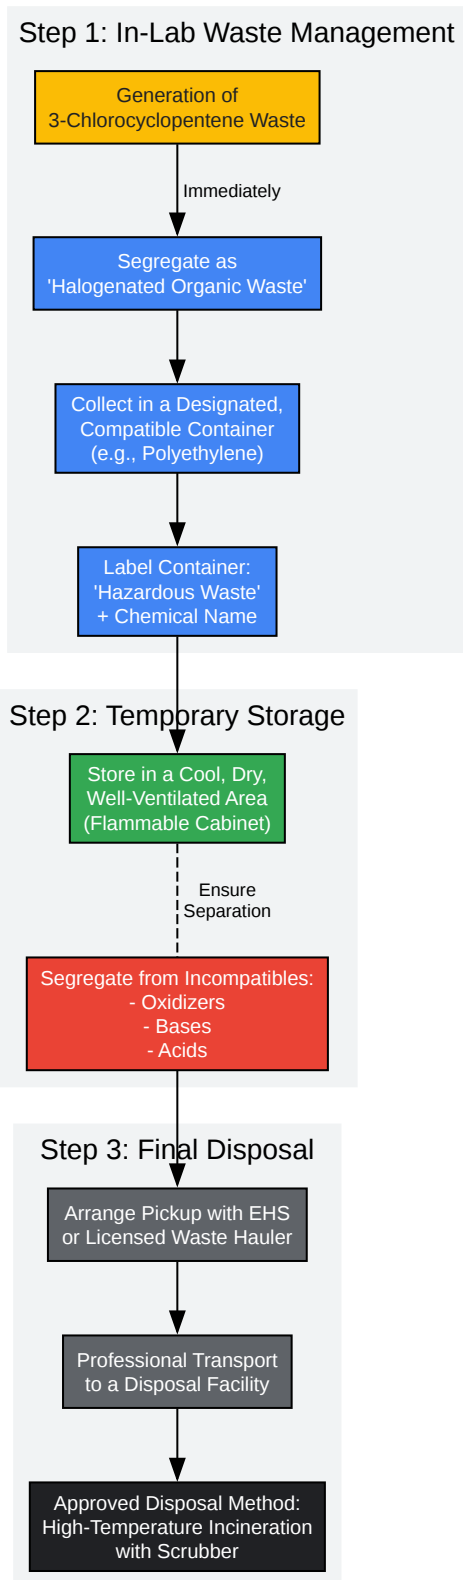 Step 1: In-Lab Waste Management
Generation of
3-Chlorocyclopentene Waste
Immediately
Segregate as
'Halogenated Organic Waste'
Collect in a Designated,
Compatible Container
(e.g., Polyethylene)
Label Container:
'Hazardous Waste'
+ Chemical Name
Step 2: Temporary Storage
Store in a Cool, Dry,
Well-Ventilated Area
(Flammable Cabinet)
Ensure
Separation
Segregate from Incompatibles:
- Oxidizers
- Bases
- Acids
Step 3: Final Disposal
Arrange Pickup with EHS
or Licensed Waste Hauler
Professional Transport
to a Disposal Facility
Approved Disposal Method:
High-Temperature Incineration
with Scrubber